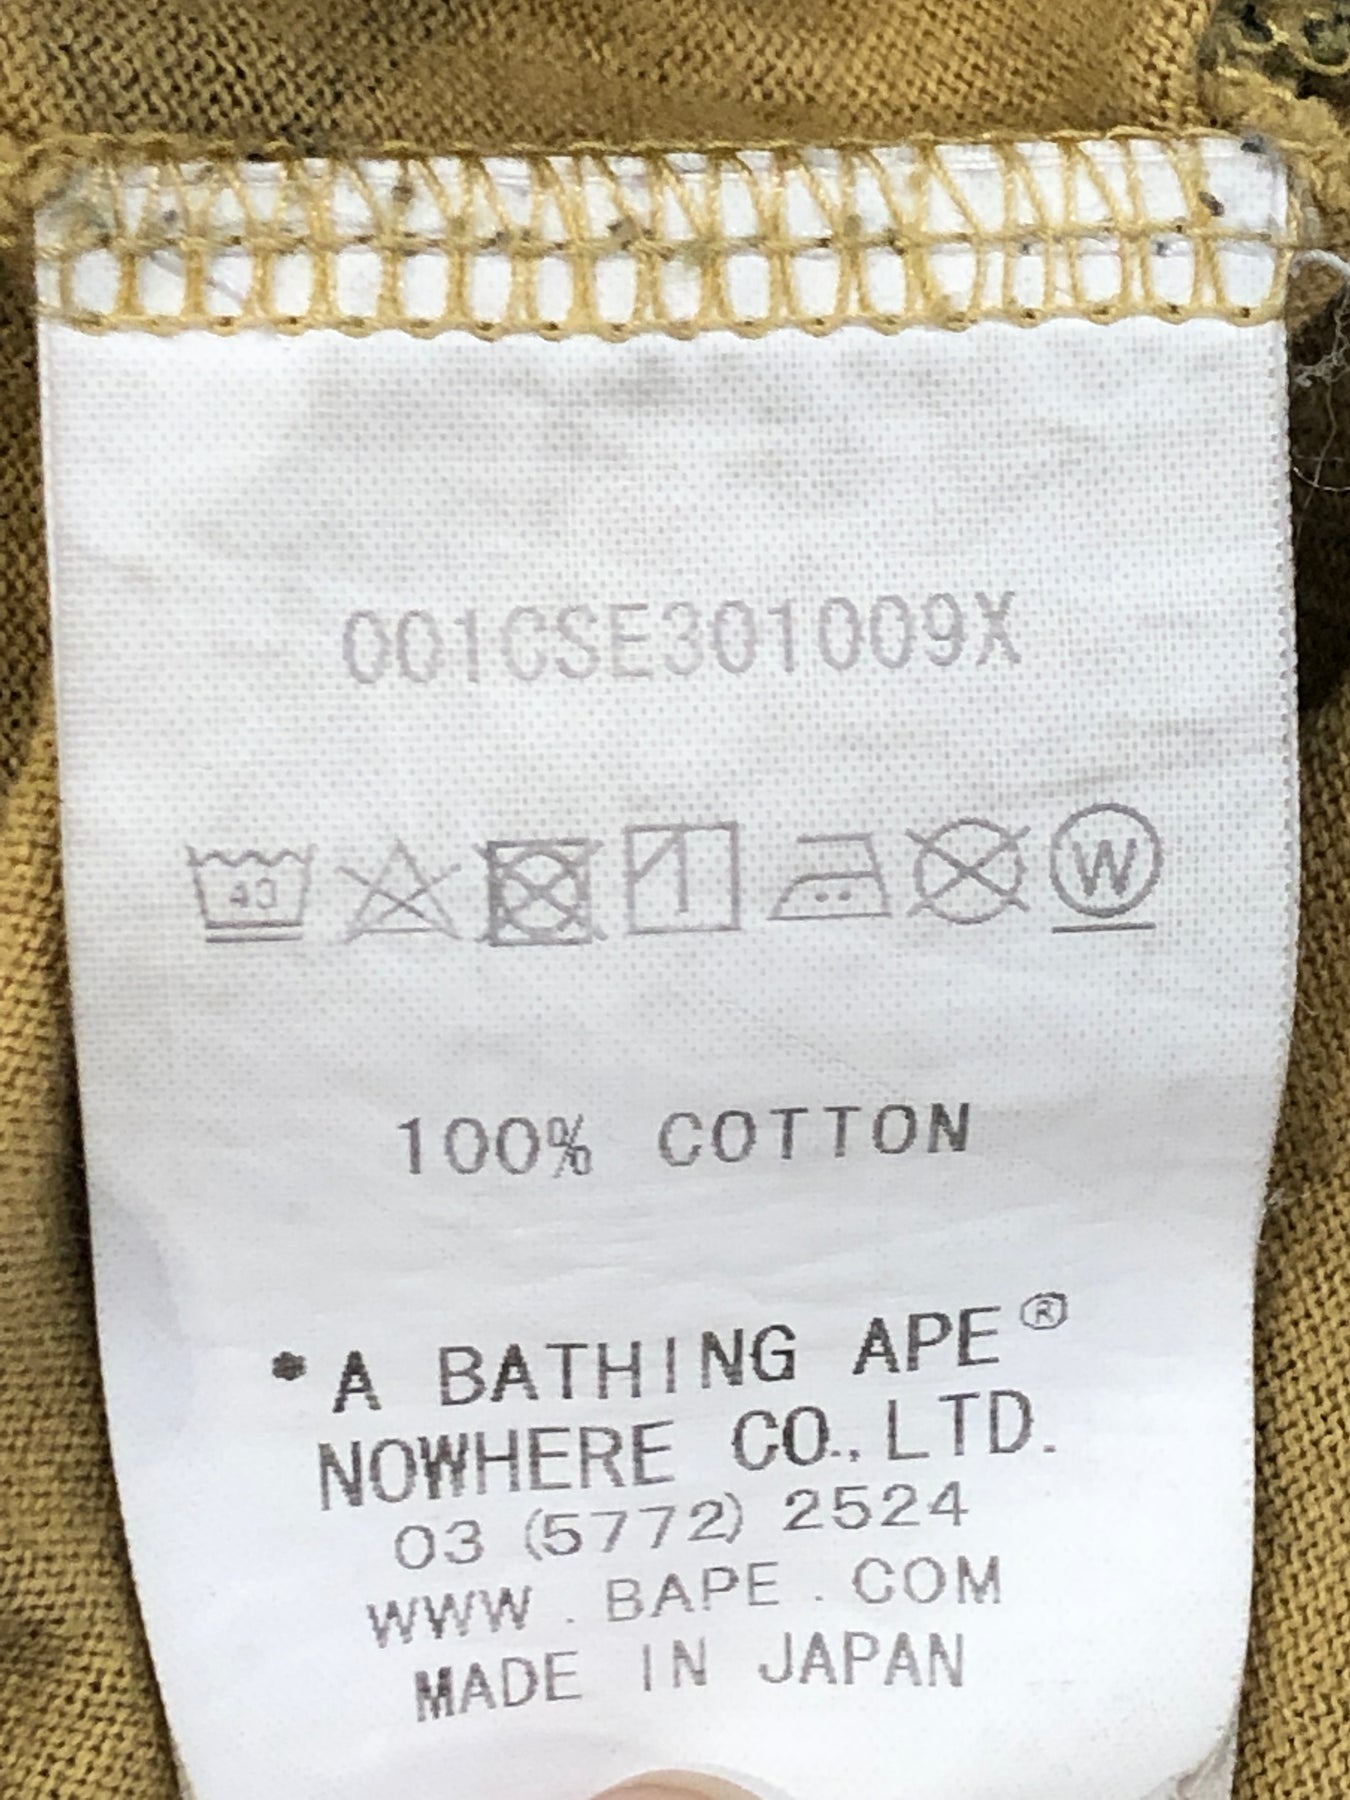 001CSE301009X
40
W
100% COTTON
*A BATHING APE®
NOWHERE CO., LTD.
03 (5772) 2524
WWW.BAPE.COM
MADE IN JAPAN